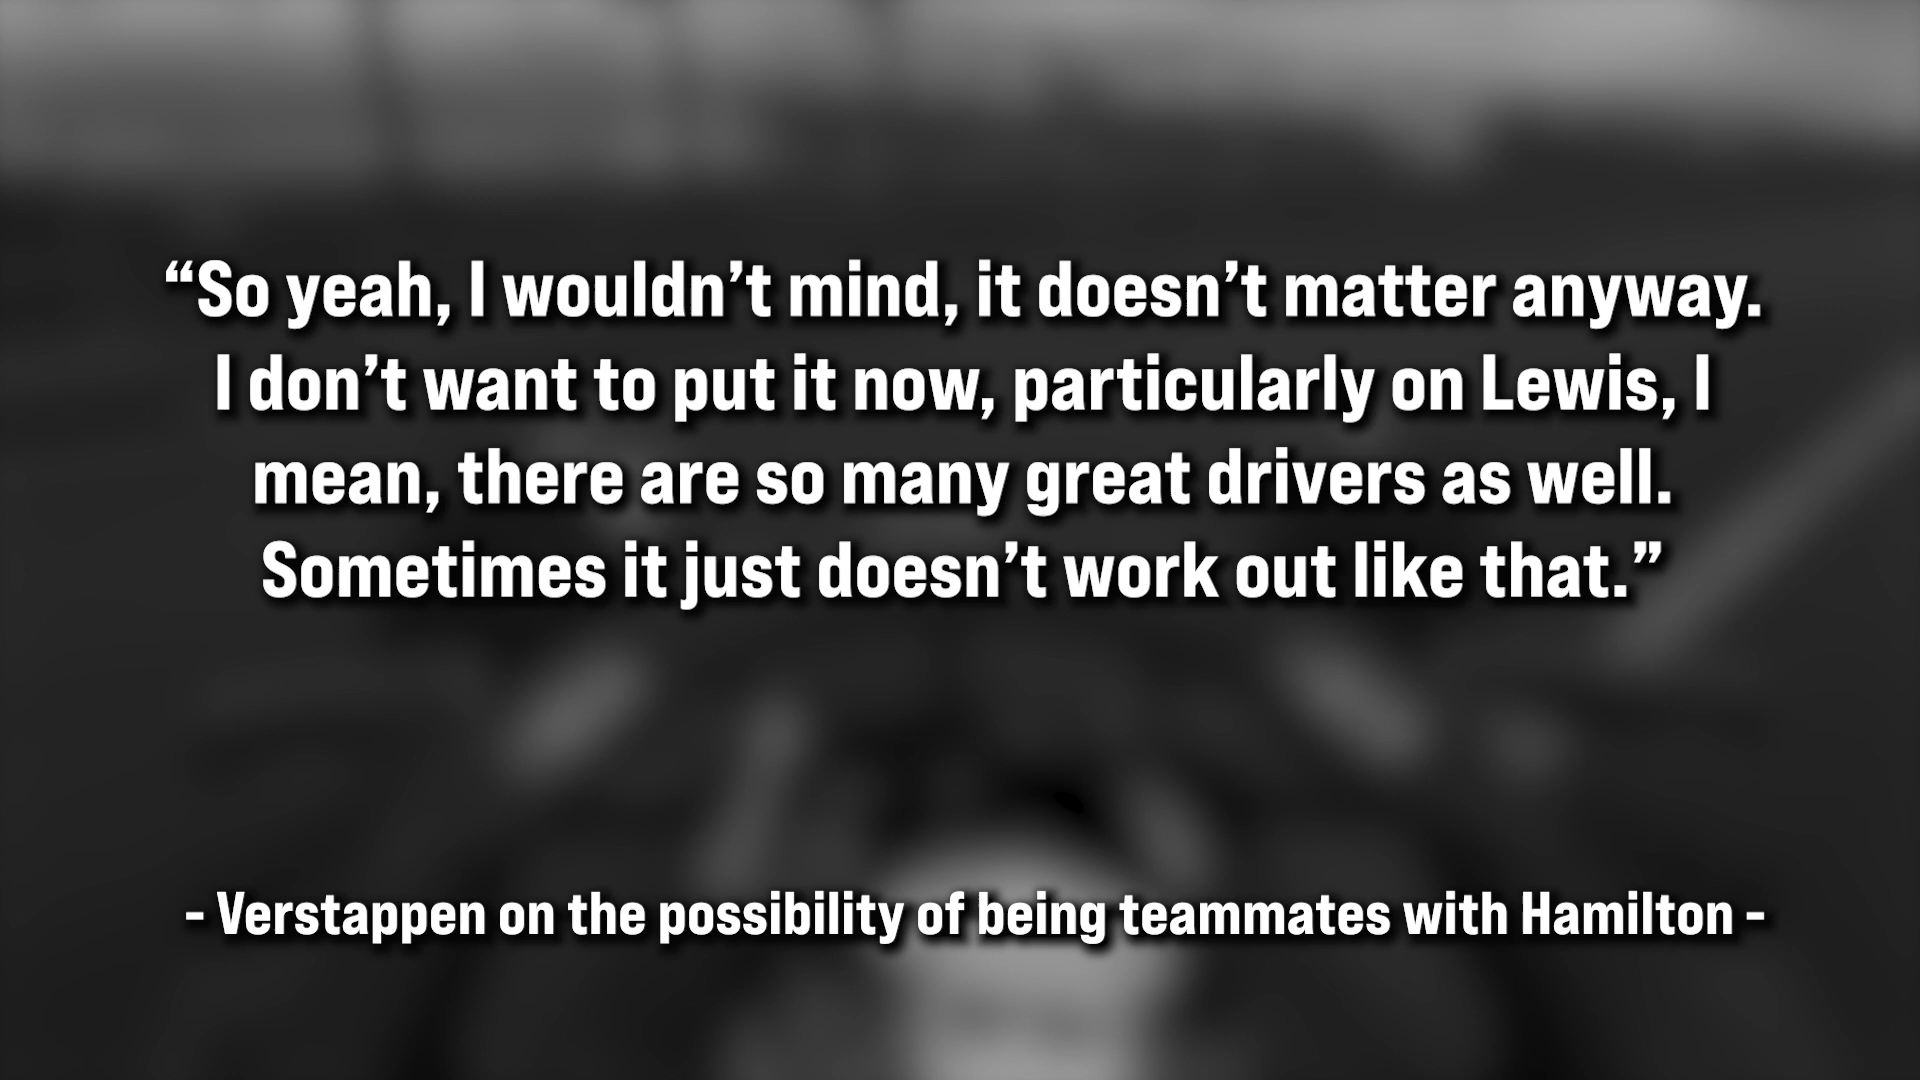 “So yeah, I wouldn’t mind, it doesn’t matter anyway.
I don’t want to put it now, particularly on Lewis, I
mean, there are so many great drivers as well.
Sometimes it just doesn’t work out like that.”
- Verstappen on the possibility of being teammates with Hamilton -